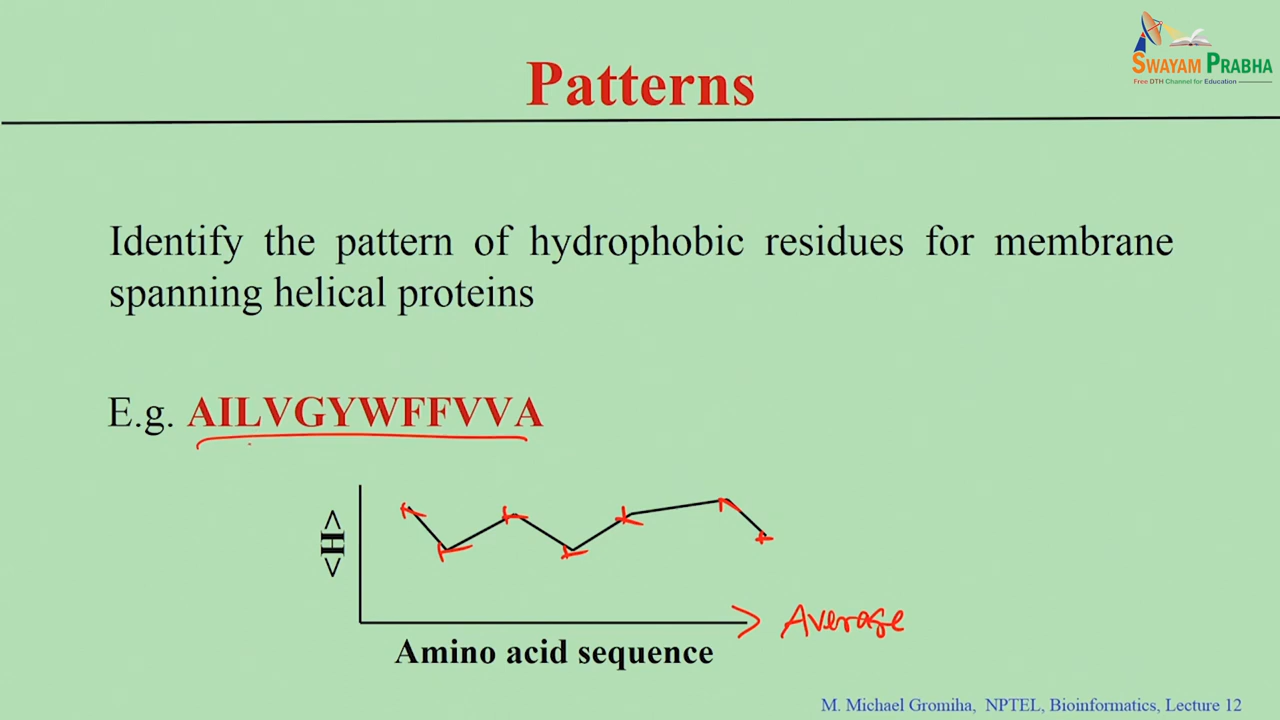 SWAYAM PRABHA
Free DTH Channel for Education
Patterns
Identify the pattern of hydrophobic residues for membrane
spanning helical proteins
E.g. AILVGYWFFVVA
<H>
Average
Amino acid sequence
M. Michael Gromiha, NPTEL, Bioinformatics, Lecture 12